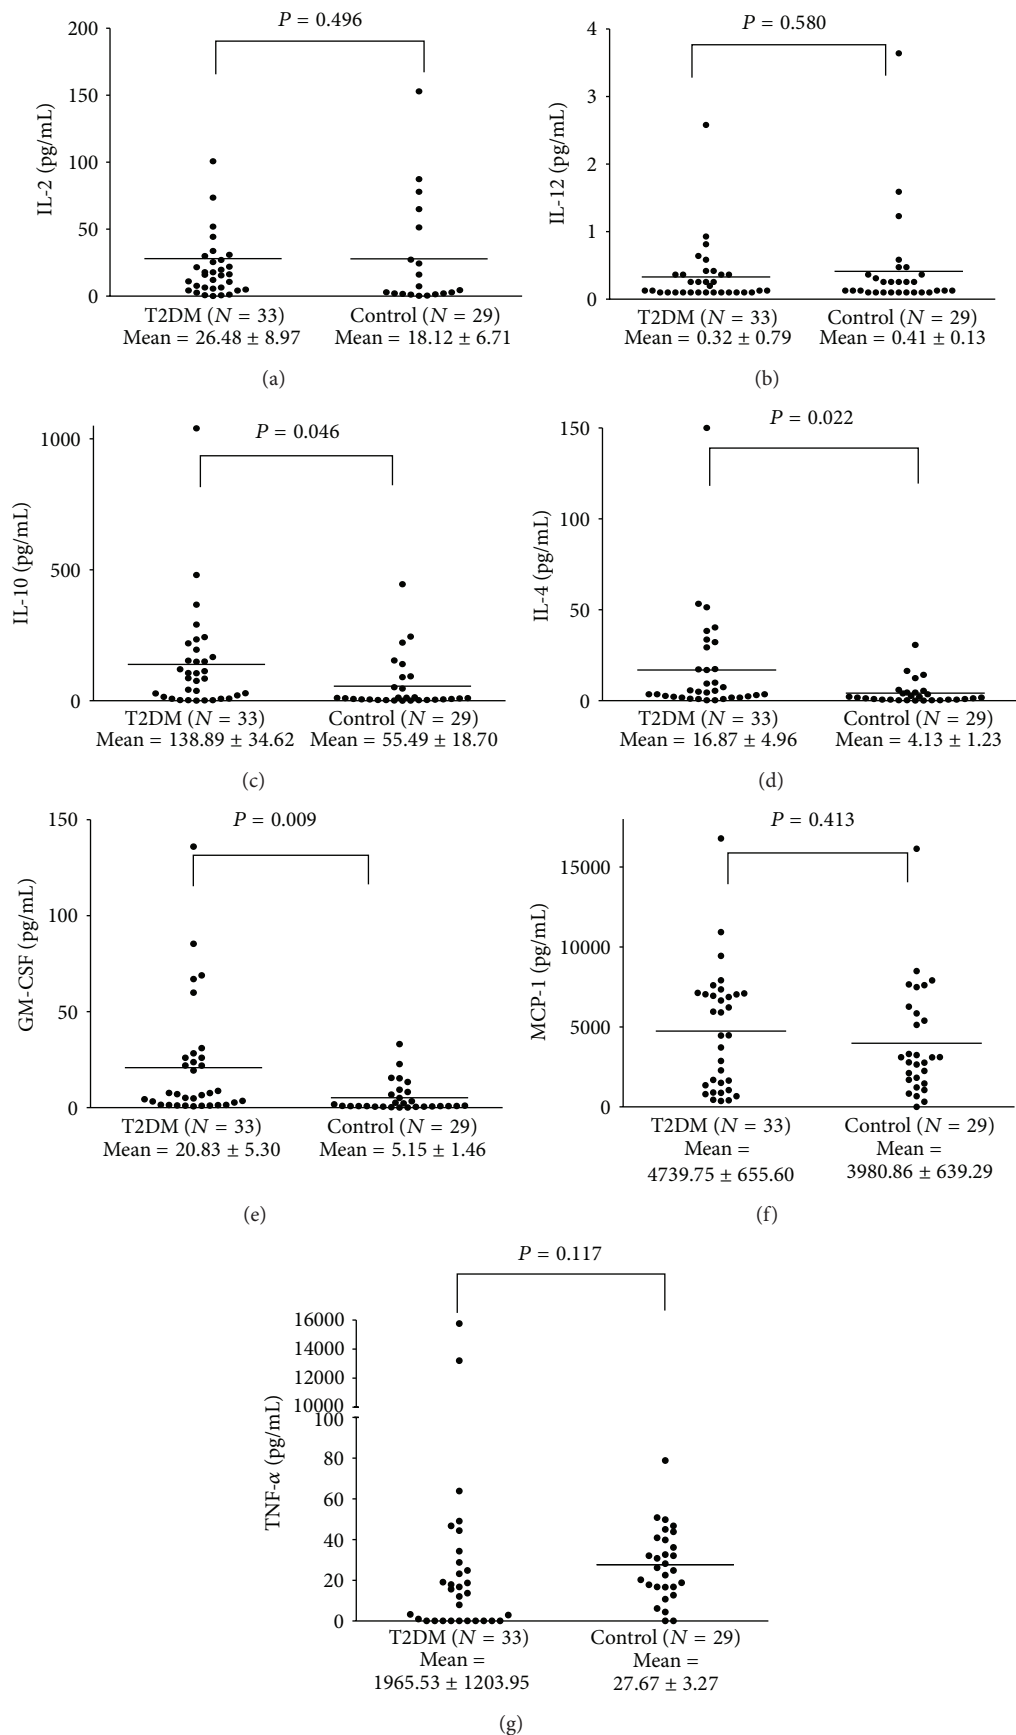 P = 0.496
200
150
100
50
0
IL-2 (pg/mL)
T2DM (N = 33)
Mean = 26.48 ± 8.97
Control (N = 29)
Mean = 18.12 ± 6.71
(a)
P = 0.580
4
3
2
1
0
IL-12 (pg/mL)
T2DM (N = 33)
Mean = 0.32 ± 0.79
Control (N = 29)
Mean = 0.41 ± 0.13
(b)
P = 0.046
1000
500
0
IL-10 (pg/mL)
T2DM (N = 33)
Mean = 138.89 ± 34.62
Control (N = 29)
Mean = 55.49 ± 18.70
(c)
P = 0.022
150
100
50
0
IL-4 (pg/mL)
T2DM (N = 33)
Mean = 16.87 ± 4.96
Control (N = 29)
Mean = 4.13 ± 1.23
(d)
P = 0.009
150
100
50
0
GM-CSF (pg/mL)
T2DM (N = 33)
Mean = 20.83 ± 5.30
Control (N = 29)
Mean = 5.15 ± 1.46
(e)
P = 0.413
15000
10000
5000
0
MCP-1 (pg/mL)
T2DM (N = 33)
Mean =
4739.75 ± 655.60
Control (N = 29)
Mean =
3980.86 ± 639.29
(f)
P = 0.117
16000
14000
12000
10000
100
80
60
40
20
0
TNF-α (pg/mL)
T2DM (N = 33)
Mean =
1965.53 ± 1203.95
Control (N = 29)
Mean =
27.67 ± 3.27
(g)